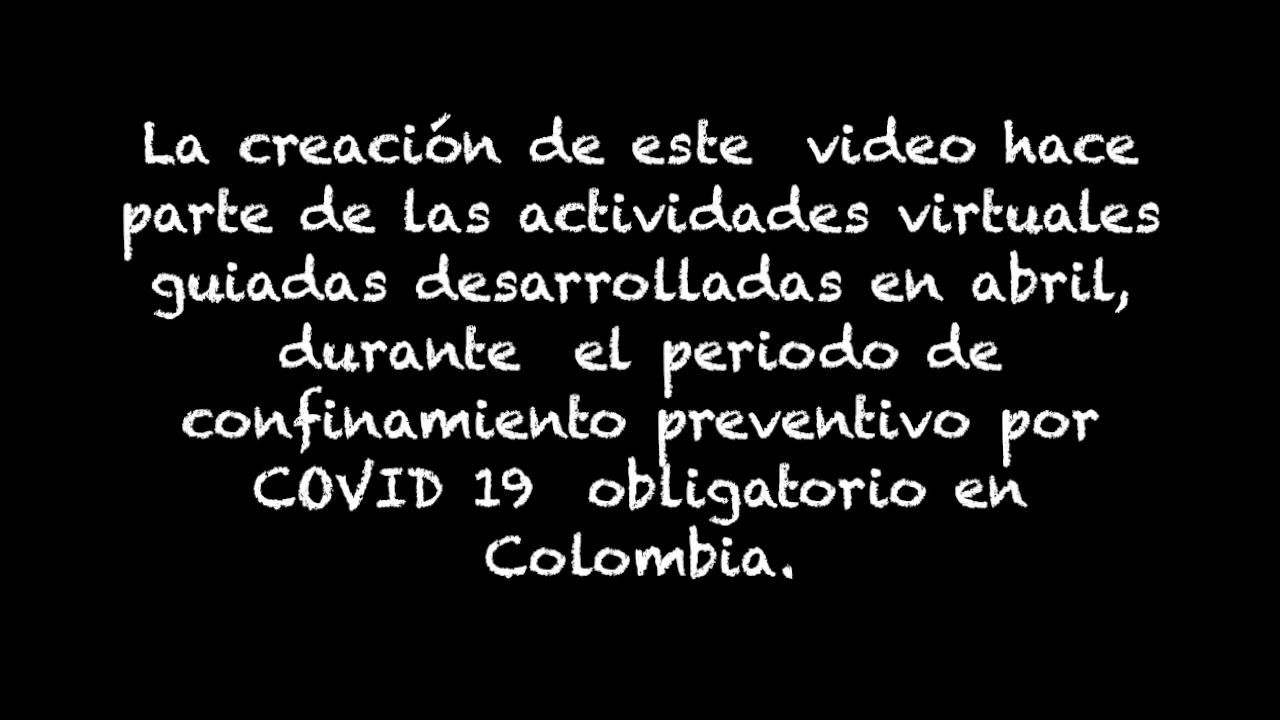 La creación de este video hace
parte de las actividades virtuales
guiadas desarrolladas en abril,
durante el periodo de
confinamiento preventivo por
COVID 19 obligatorio en
Colombia.